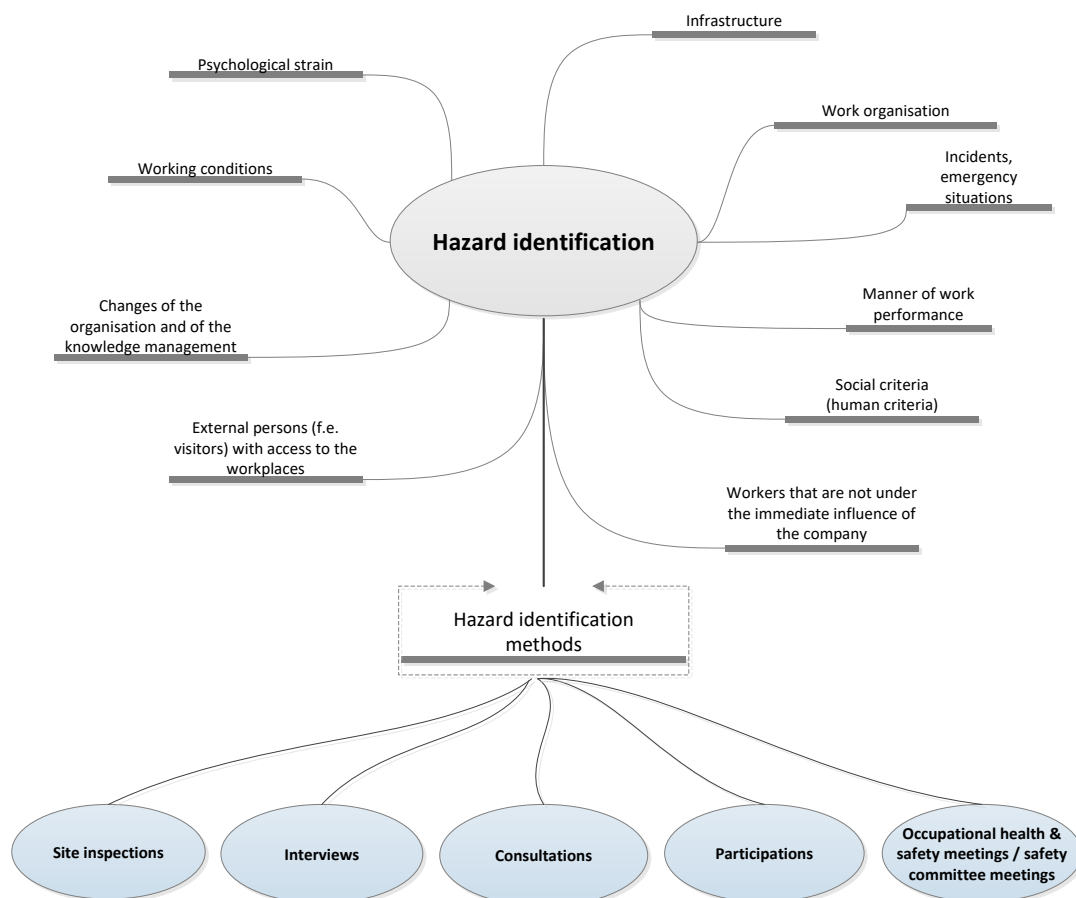 Infrastructure
Psychological strain
Work organisation
Working conditions
Incidents,
emergency
situations
Hazard identification
Changes of the
organisation and of the
knowledge management
Manner of work
performance
Social criteria
(human criteria)
External persons (f.e.
visitors) with access to the
workplaces
Workers that are not under
the immediate influence of
the company
Hazard identification
methods
Site inspections
Interviews
Consultations
Participations
Occupational health &
safety meetings / safety
committee meetings